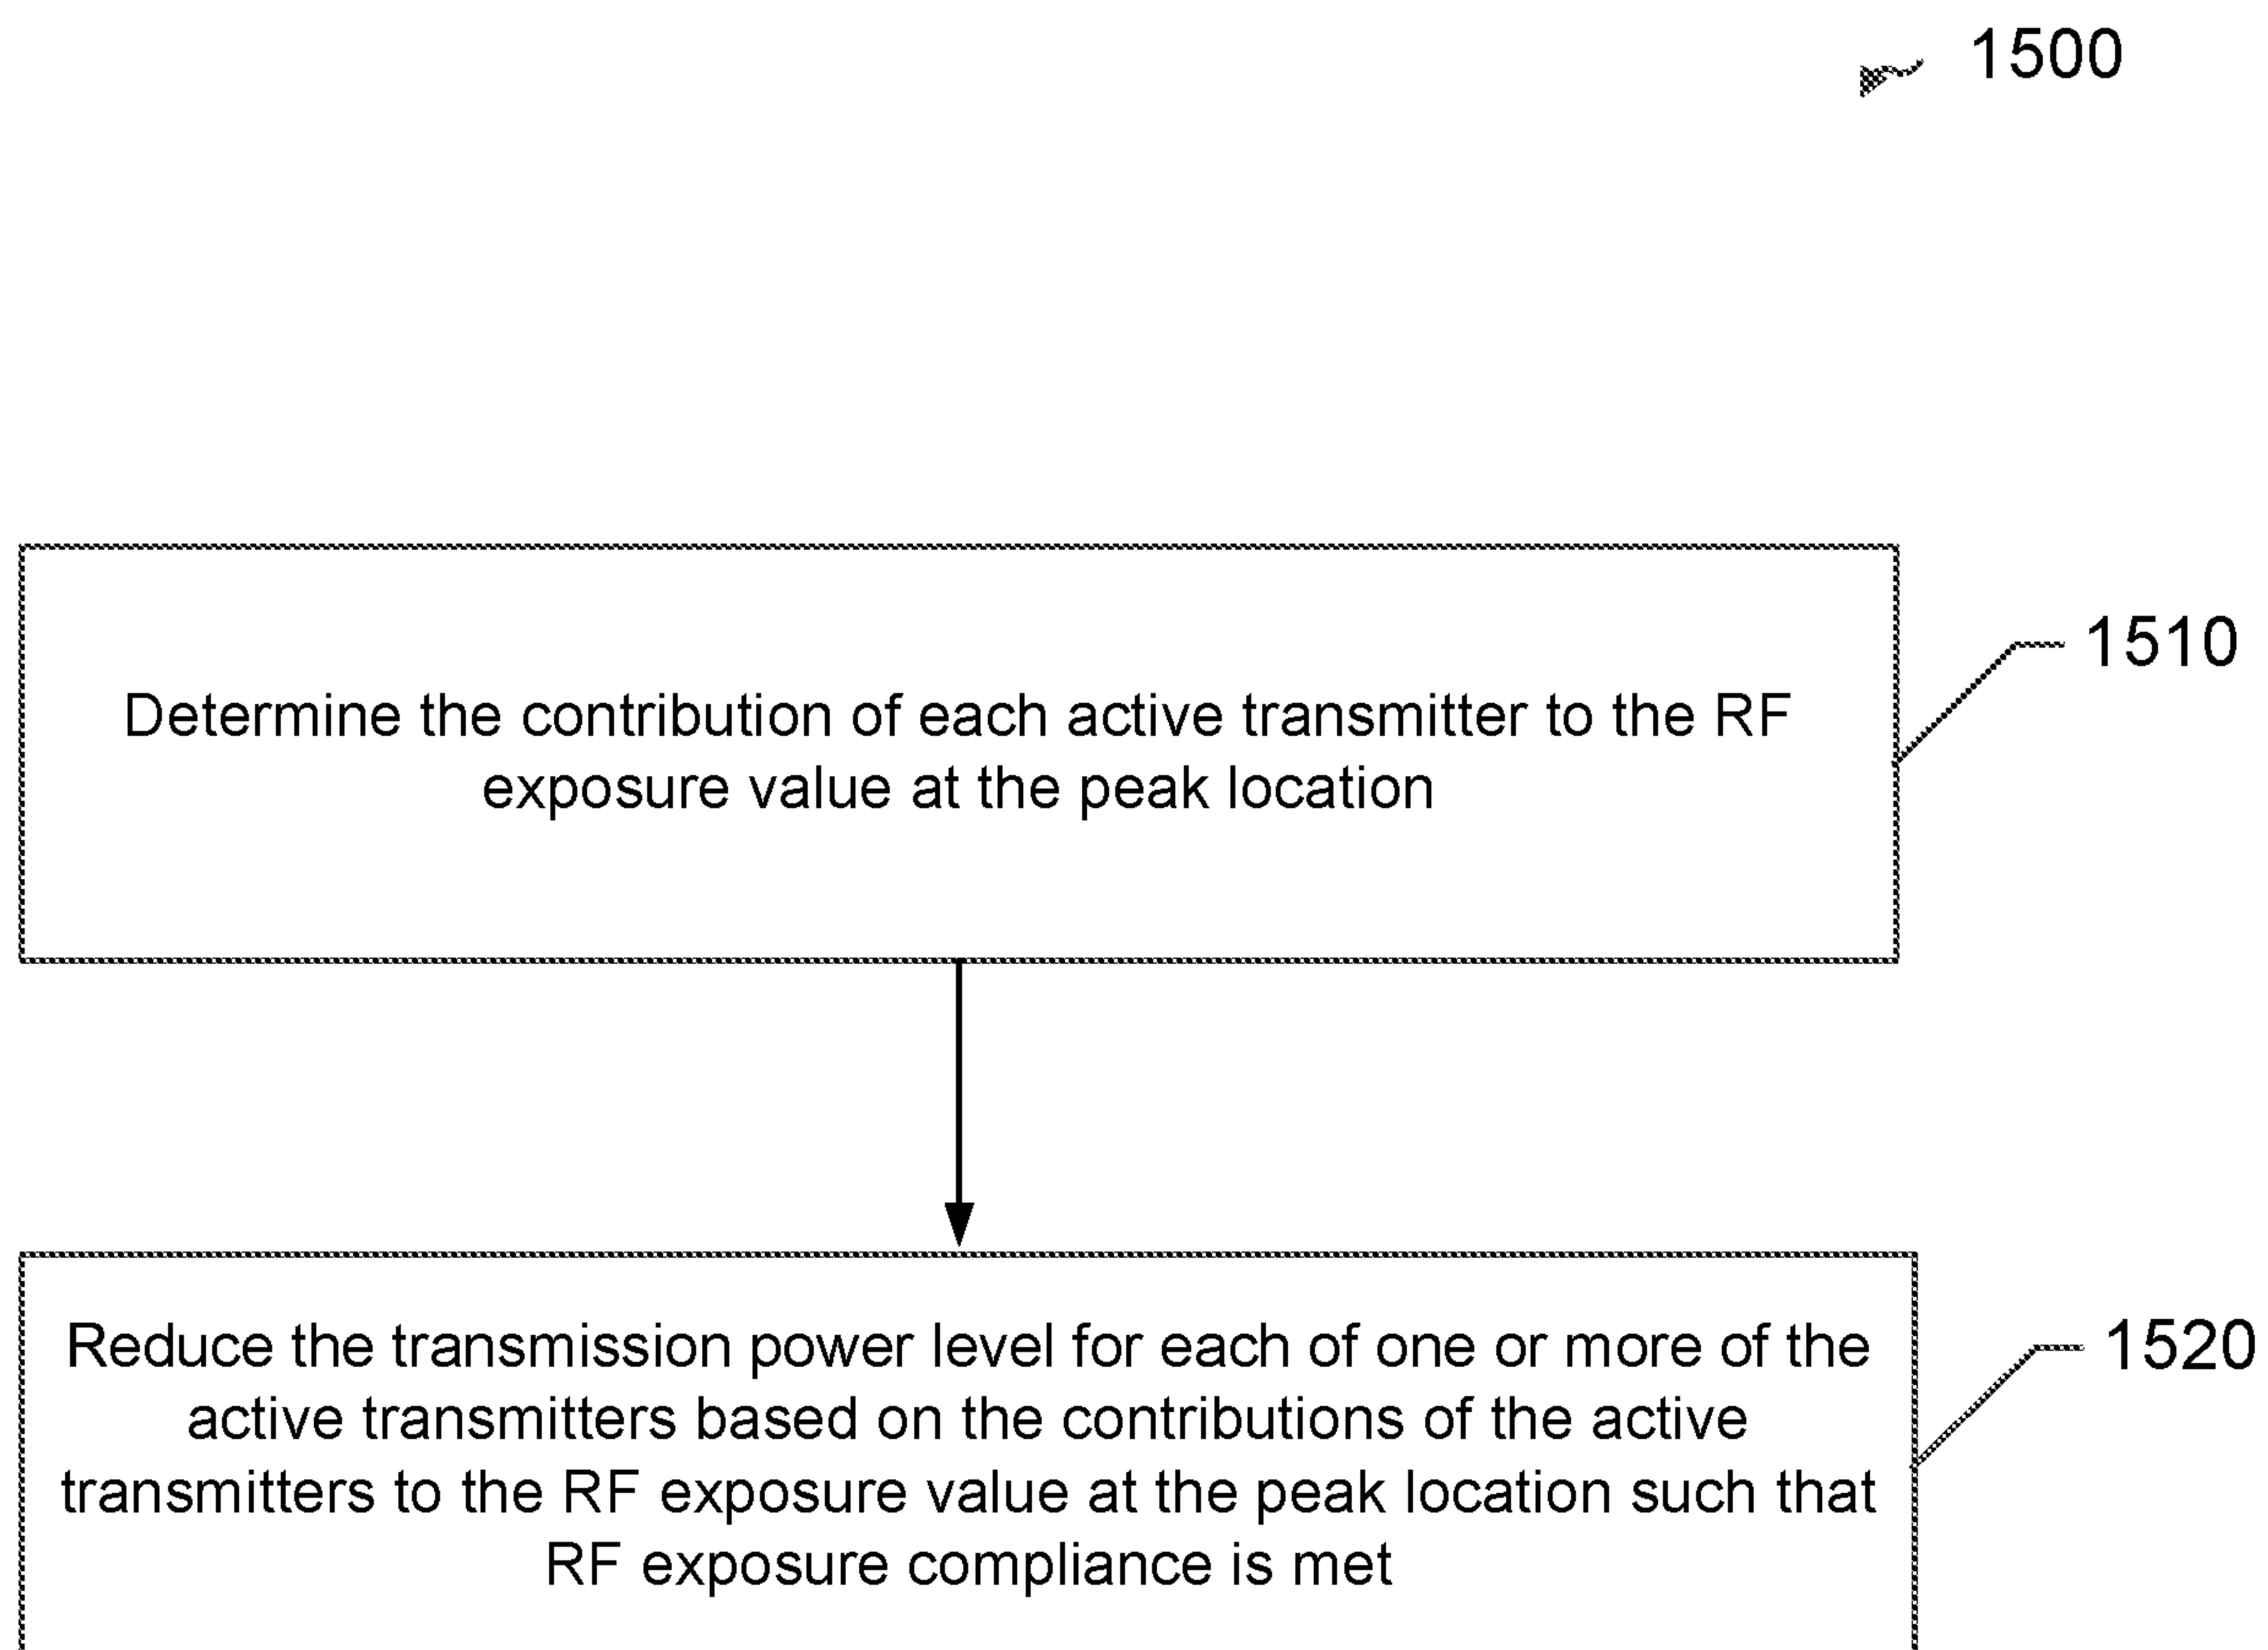 1500
Determine the contribution of each active transmitter to the RF
exposure value at the peak location
1510
Reduce the transmission power level for each of one or more of the
active transmitters based on the contributions of the active
transmitters to the RF exposure value at the peak location such that
RF exposure compliance is met
1520